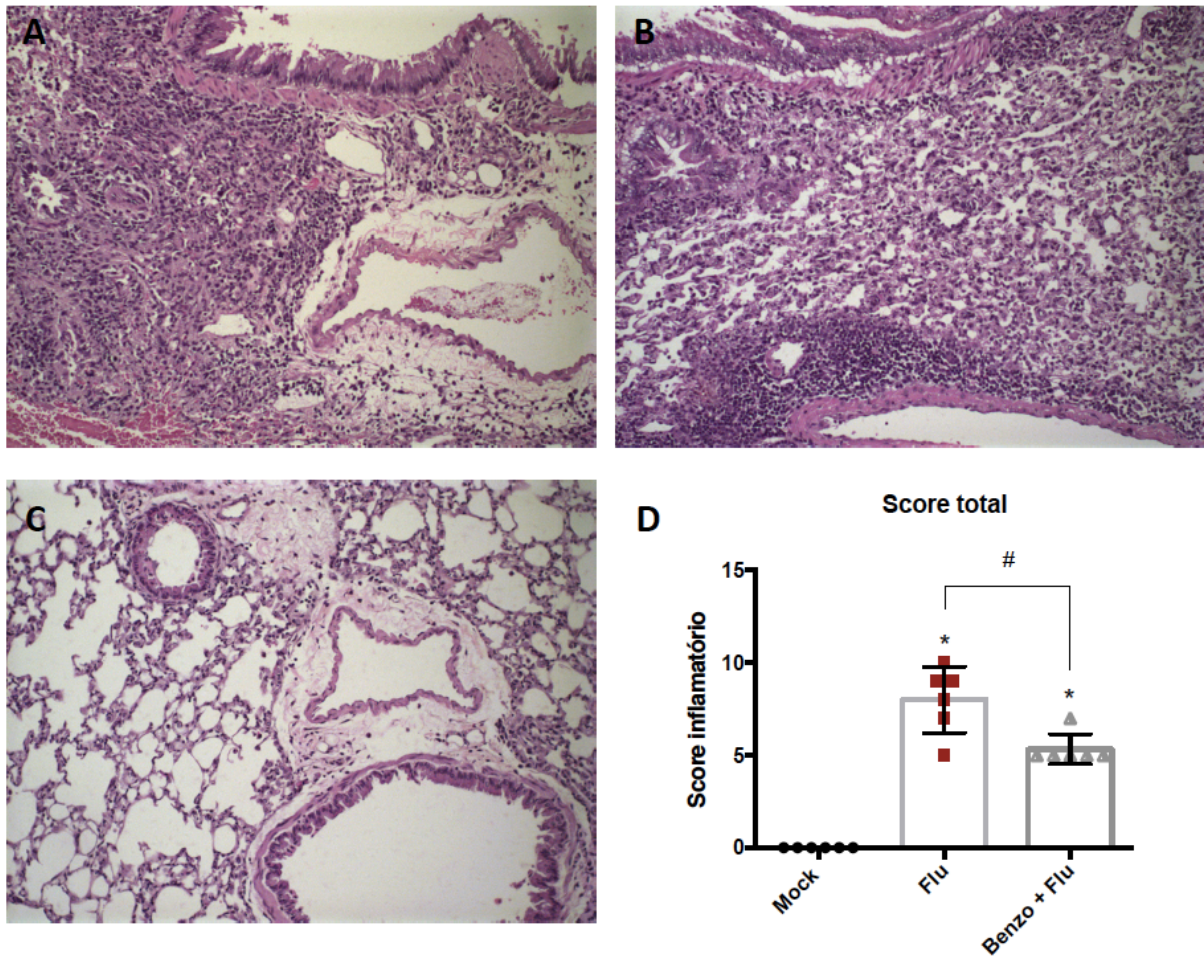 A
B
C
D
Score total
#
Score inflamatório
15
10
5
0
*
*
Mock
Flu
Benzo + Flu